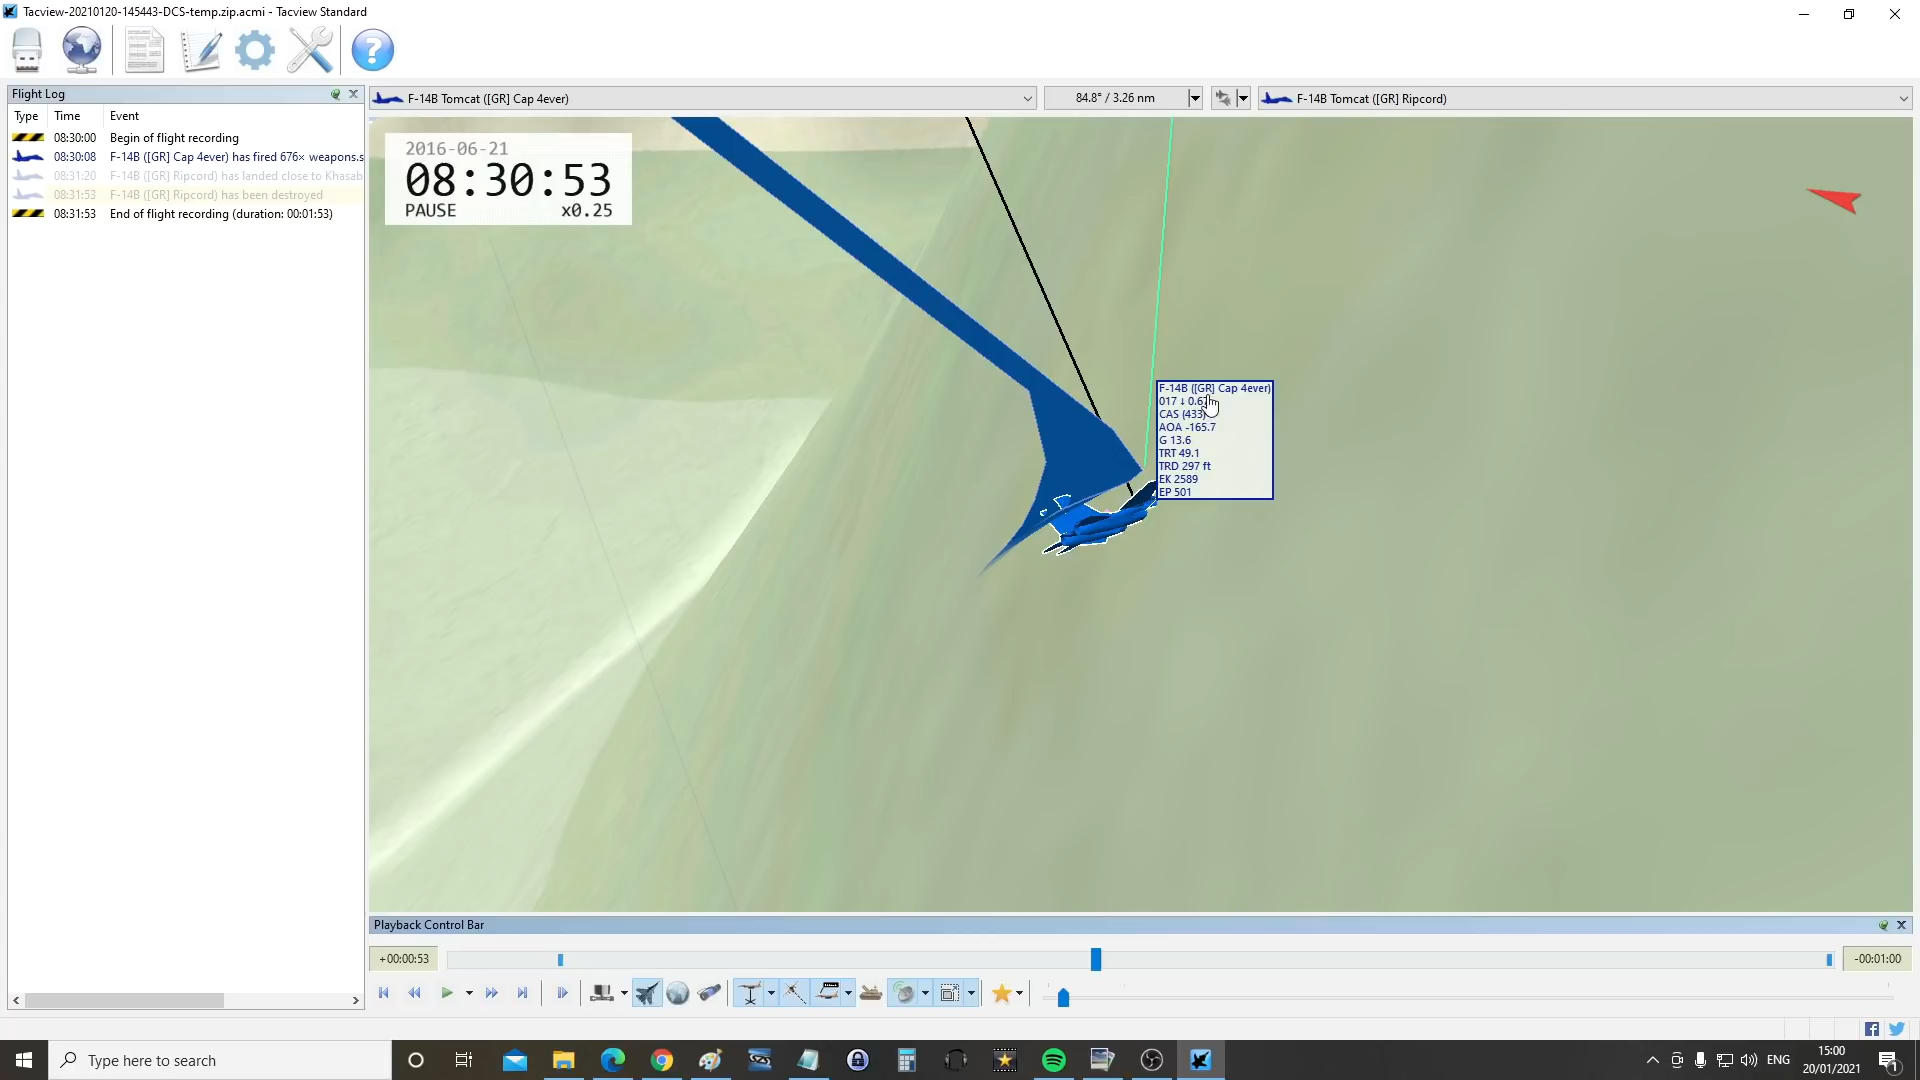 Tacview-20210120-145443-DCS-temp.zip.acmi - Tacview Standard
Flight Log
F-14B Tomcat ([GR] Cap 4ever)
84.8° / 3.26 nm
F-14B Tomcat ([GR] Ripcord)
Type Time Event
08:30:00 Begin of flight recording
08:30:08 F-14B ([GR] Cap 4ever) has fired 676× weapons.s
08:31:20 F-14B ([GR] Ripcord) has landed close to Khasab
08:31:53 F-14B ([GR] Ripcord) has been destroyed
08:31:53 End of flight recording (duration: 00:01:53)
2016-06-21
08:30:53
PAUSE x0.25
F-14B ([GR] Cap 4ever)
017 ↓
CAS (433)
AOA -165.7
G 13.6
TRT 49.1
TRD 297 ft
EK 2589
EP 501
Playback Control Bar
+00:00:53
-00:01:00
Type here to search
ENG
15:00
20/01/2021
1